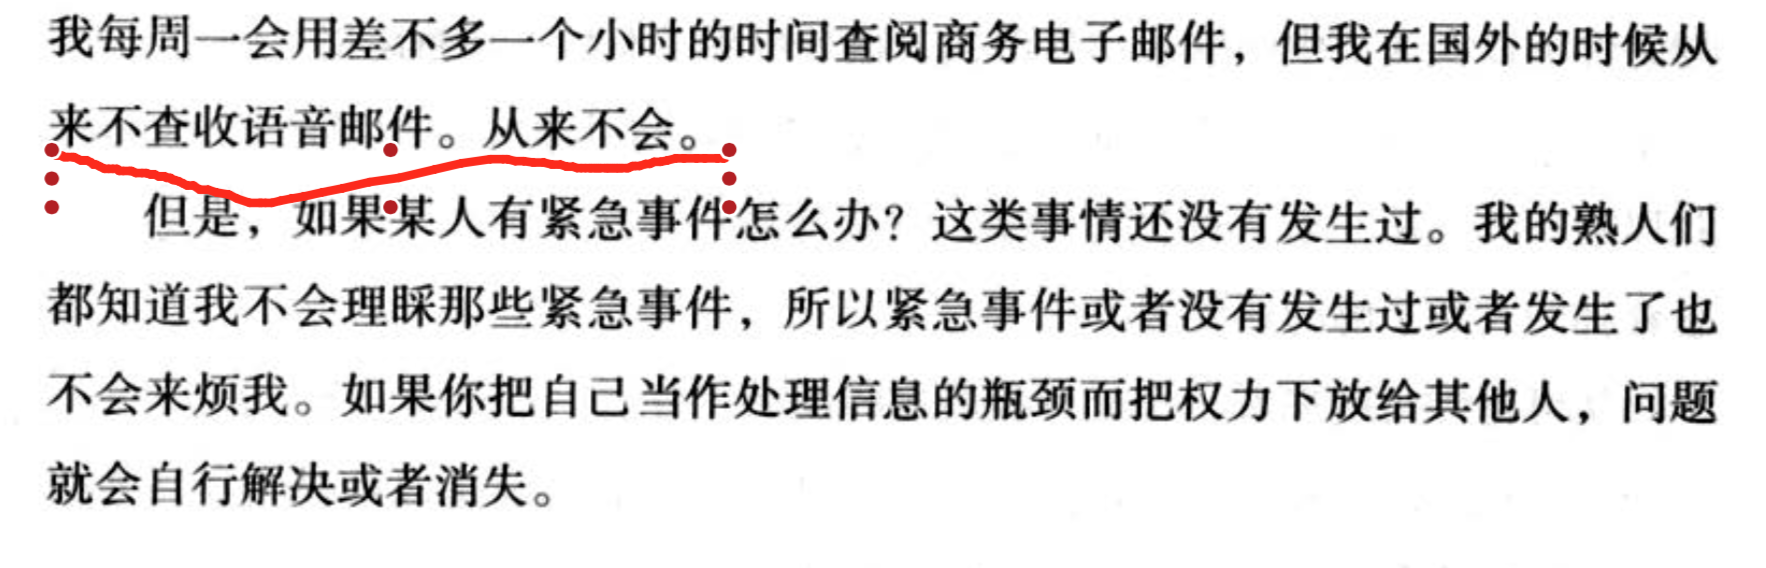 我每周一会用差不多一个小时的时间查阅商务电子邮件，但我在国外的时候从
来不查收语音邮件。从来不会。
但是，如果某人有紧急事件怎么办？这类事情还没有发生过。我的熟人们
都知道我不会理睬那些紧急事件，所以紧急事件或者没有发生过或者发生了也
不会来烦我。如果你把自己当作处理信息的瓶颈而把权力下放给其他人，问题
就会自行解决或者消失。